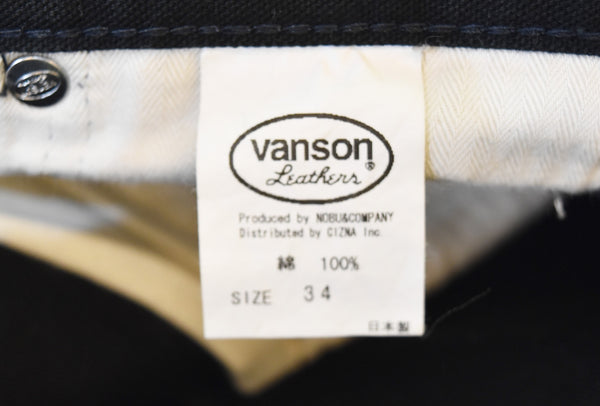 vanson®
Leathers
Produced by NOBU&COMPANY
Distributed by CIZNA Inc.
綿 100%
SIZE 34
日本製